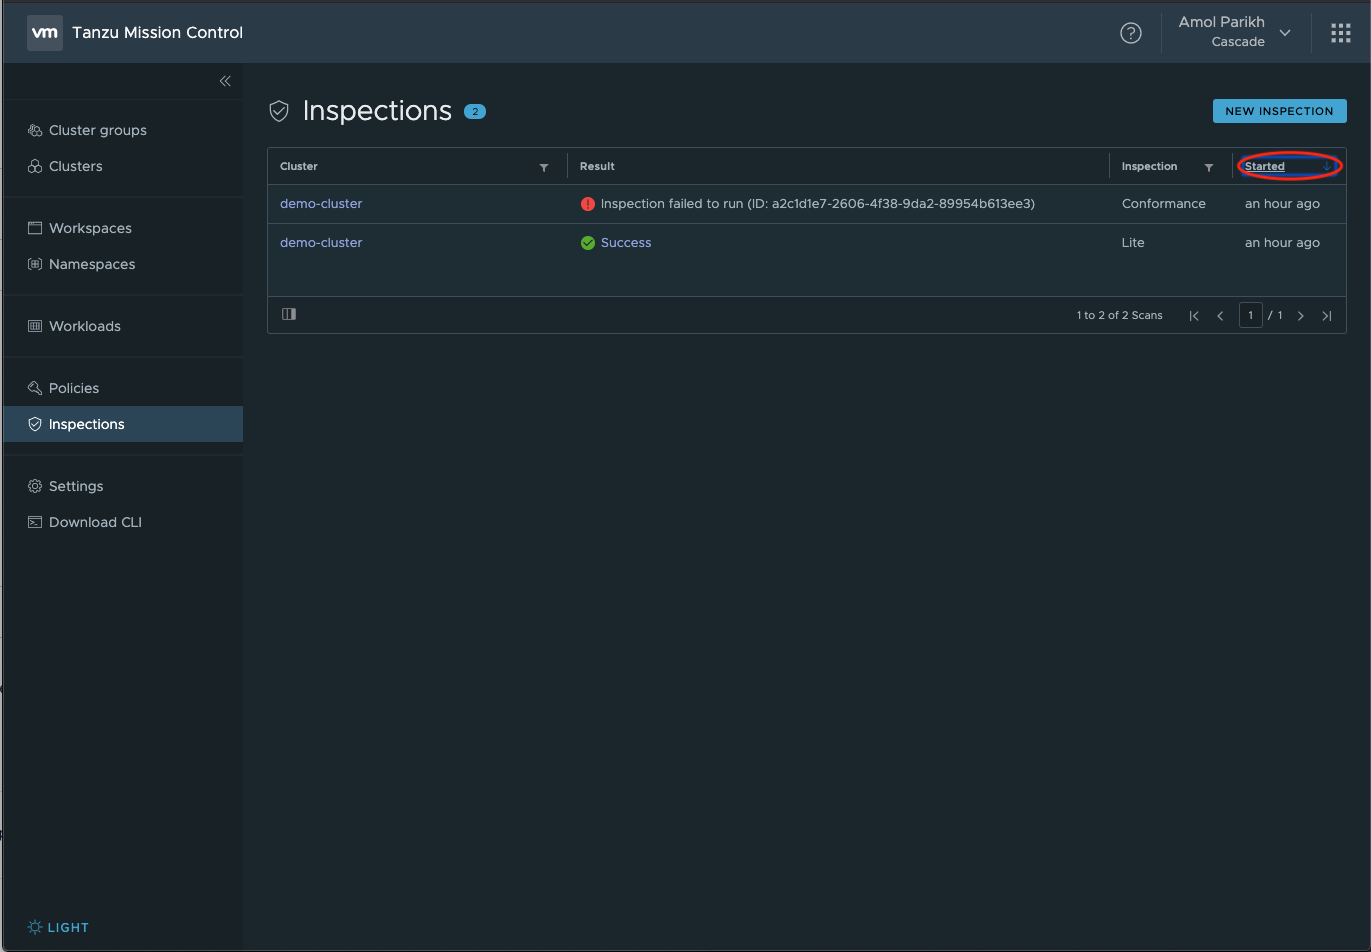 vm Tanzu Mission Control
Amol Parikh
Cascade
Cluster groups
Clusters
Workspaces
Namespaces
Workloads
Policies
Inspections
Settings
Download CLI
LIGHT
Inspections 2
NEW INSPECTION
Cluster Result Inspection Started
demo-cluster Inspection failed to run (ID: a2c1d1e7-2606-4f38-9da2-89954b613ee3) Conformance an hour ago
demo-cluster Success Lite an hour ago
1 to 2 of 2 Scans 1 / 1